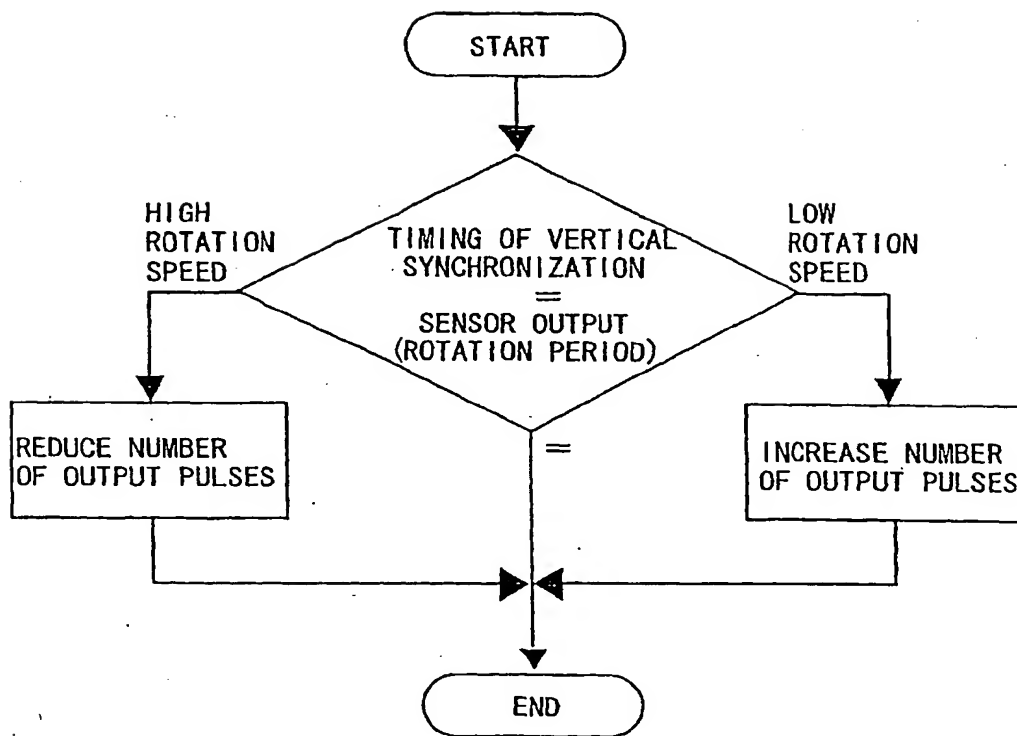 START
HIGH
ROTATION
SPEED
TIMING OF VERTICAL
SYNCHRONIZATION
=
SENSOR OUTPUT
(ROTATION PERIOD)
LOW
ROTATION
SPEED
REDUCE NUMBER
OF OUTPUT PULSES
=
INCREASE NUMBER
OF OUTPUT PULSES
END